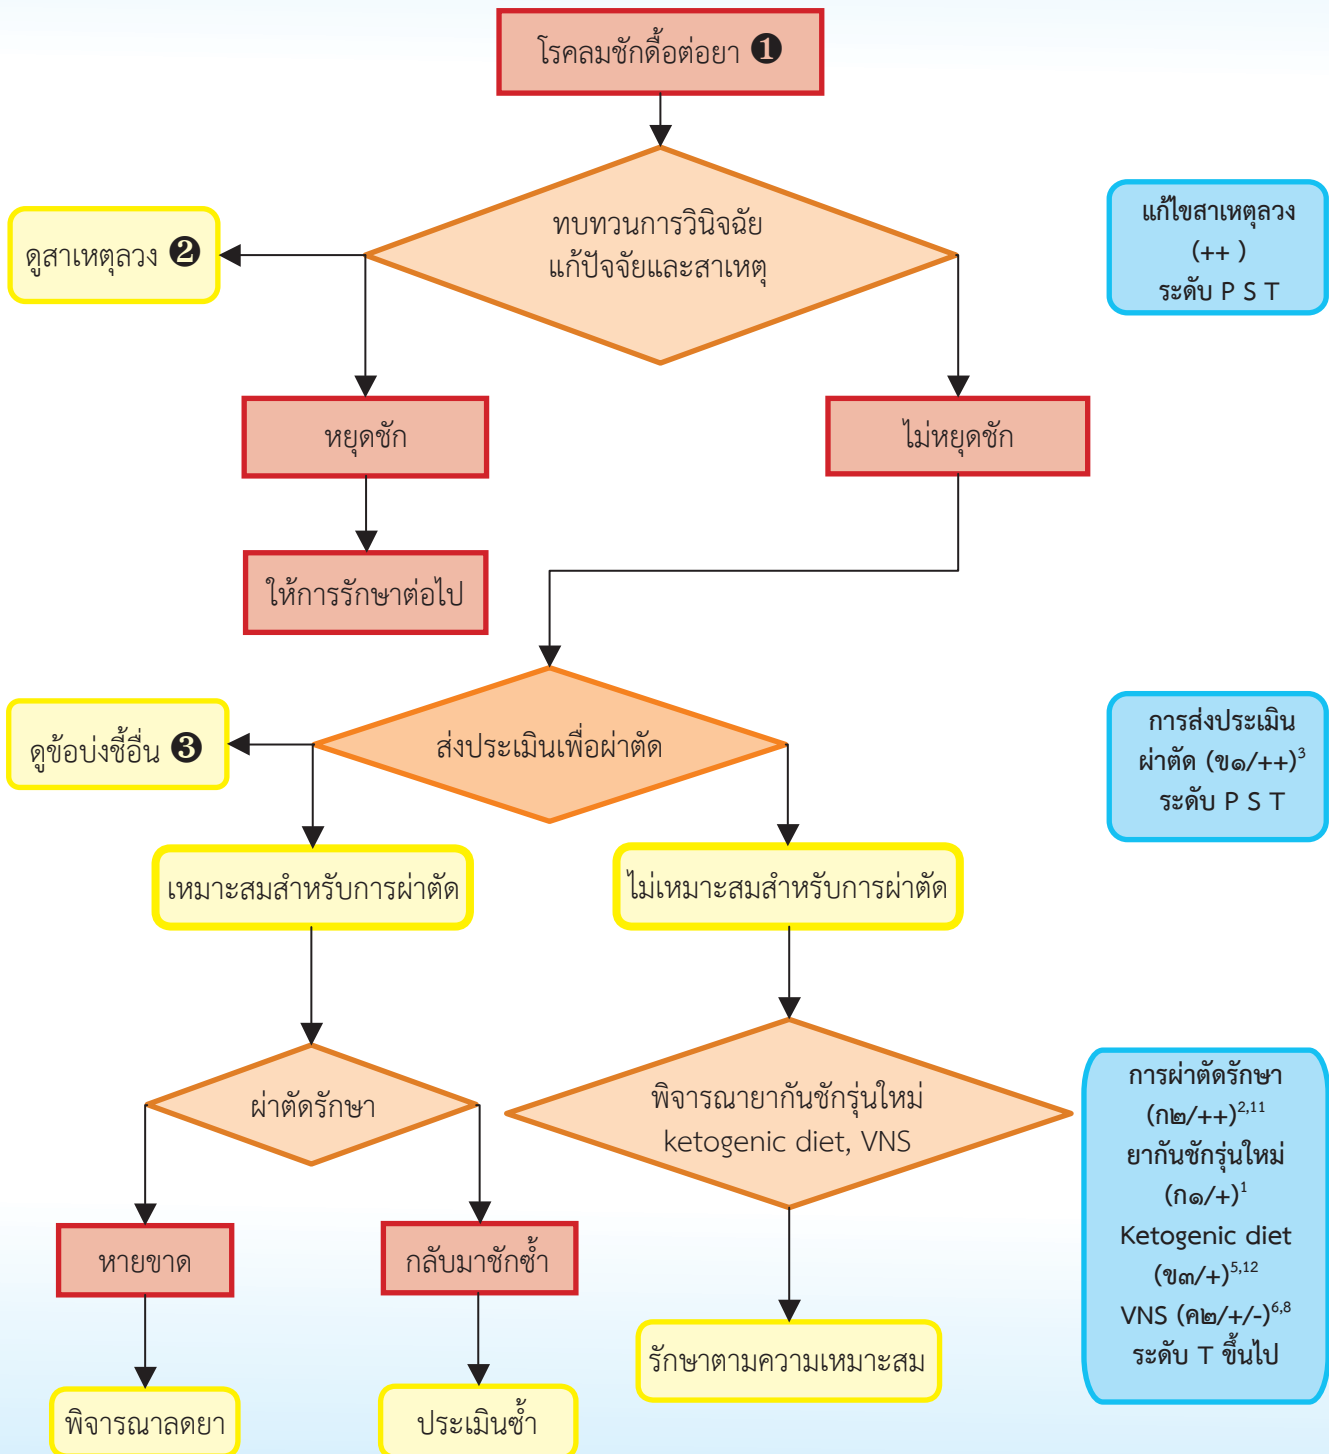 โรคลมชักดื้อต่อยา ❶
ทบทวนการวินิจฉัย
แก้ปัจจัยและสาเหตุ
ดูสาเหตุลวง ❷
แก้ไขสาเหตุลวง
(++ )
ระดับ P S T
หยุดชัก
ไม่หยุดชัก
ให้การรักษาต่อไป
ส่งประเมินเพื่อผ่าตัด
ดูข้อบ่งชี้อื่น ❸
การส่งประเมิน
ผ่าตัด (ข๑/++)³
ระดับ P S T
เหมาะสมสำหรับการผ่าตัด
ไม่เหมาะสมสำหรับการผ่าตัด
ผ่าตัดรักษา
พิจารณายากันชักรุ่นใหม่
ketogenic diet, VNS
การผ่าตัดรักษา
(ก๒/++)²,¹¹
ยากันชักรุ่นใหม่
(ก๑/+)¹
Ketogenic diet
(ข๓/+)⁵,¹²
VNS (ค๒/+/-)⁶,⁸
ระดับ T ขึ้นไป
หายขาด
กลับมาชักซ้ำ
รักษาตามความเหมาะสม
พิจารณาลดยา
ประเมินซ้ำ